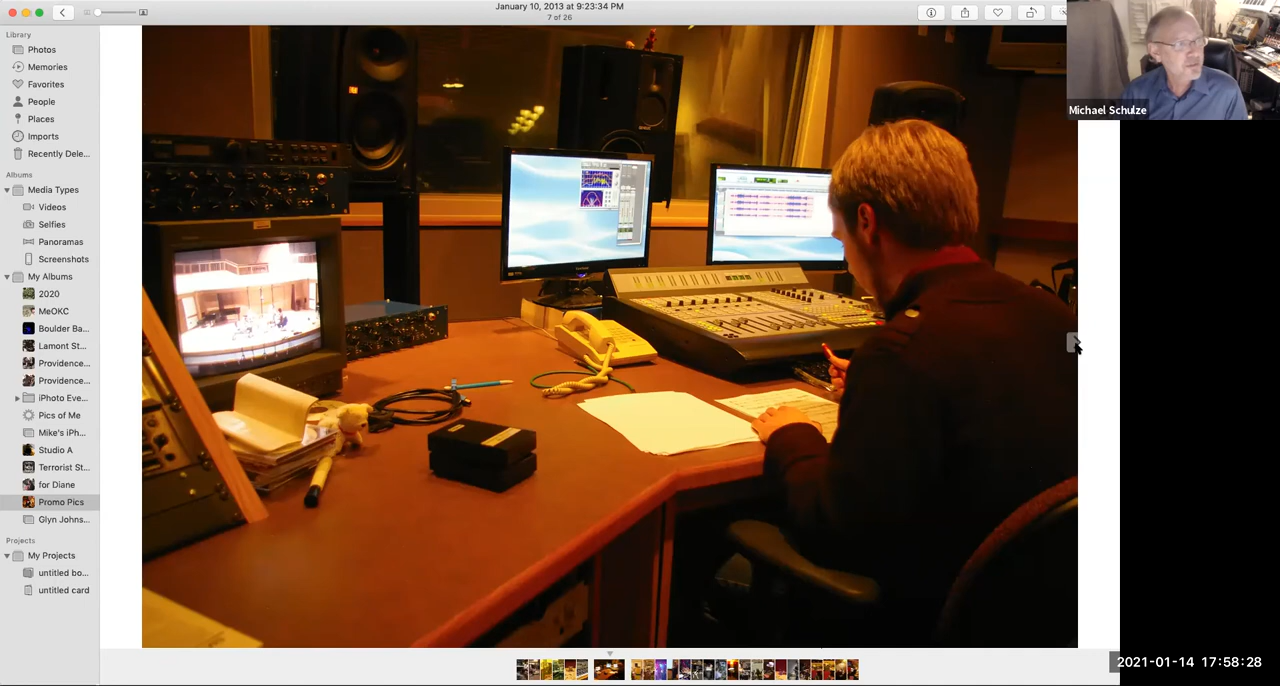 January 10, 2013 at 9:23:34 PM
7 of 26
Library
Photos
Memories
Favorites
People
Places
Imports
Recently Dele...
Albums
Media Types
Videos
Selfies
Panoramas
Screenshots
My Albums
2020
MeOKC
Boulder Ba...
Lamont St...
Providence...
Providence...
iPhoto Eve...
Pics of Me
Mike's iPh...
Studio A
Terrorist St...
for Diane
Promo Pics
Glyn Johns...
Projects
My Projects
untitled bo...
untitled card
Michael Schulze
2021-01-14 17:58:28